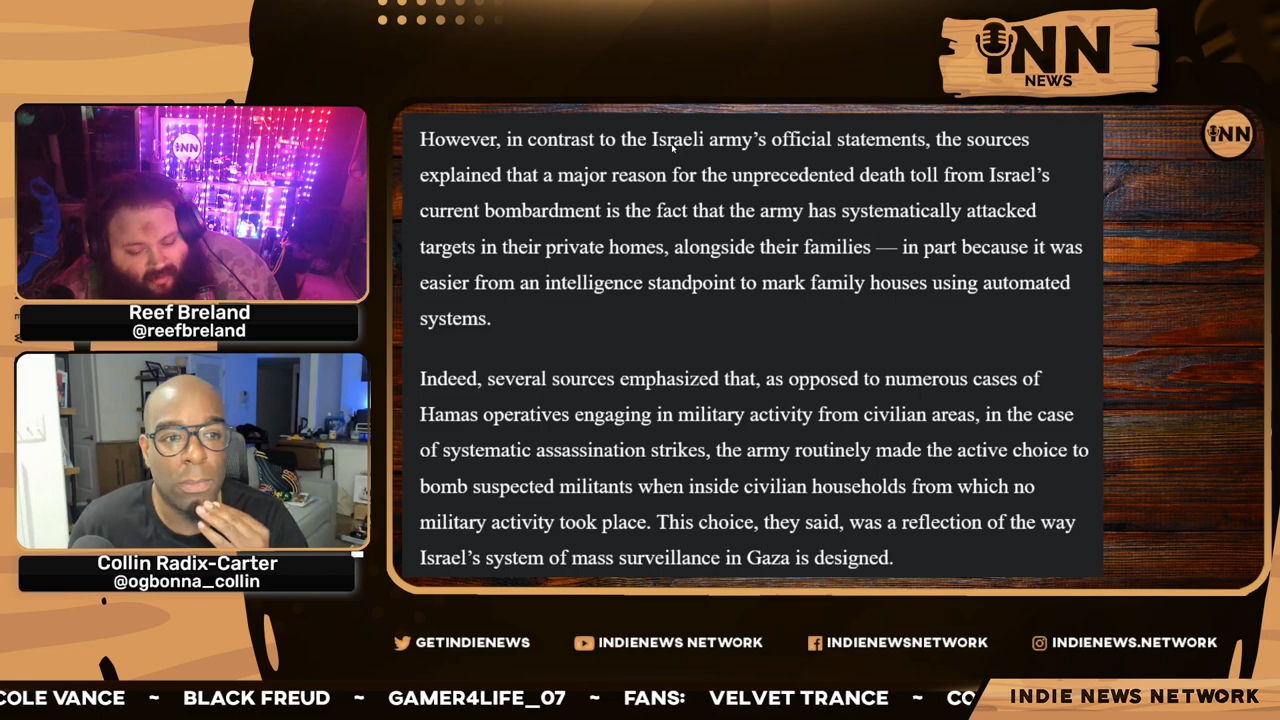 INN
NEWS
INN
INN
However, in contrast to the Israeli army's official statements, the sources
explained that a major reason for the unprecedented death toll from Israel's
current bombardment is the fact that the army has systematically attacked
targets in their private homes, alongside their families — in part because it was
easier from an intelligence standpoint to mark family houses using automated
systems.
Indeed, several sources emphasized that, as opposed to numerous cases of
Hamas operatives engaging in military activity from civilian areas, in the case
of systematic assassination strikes, the army routinely made the active choice to
bomb suspected militants when inside civilian households from which no
military activity took place. This choice, they said, was a reflection of the way
Israel's system of mass surveillance in Gaza is designed.
Reef Breland
@reefbreland
Collin Radix-Carter
@ogbonna_collin
GETINDIENEWS
INDIENEWS NETWORK
INDIENEWSNETWORK
INDIENEWS.NETWORK
COLE VANCE ~ BLACK FREUD ~ GAMER4LIFE_07 ~ FANS: VELVET TRANCE ~ CO
INDIE NEWS NETWORK